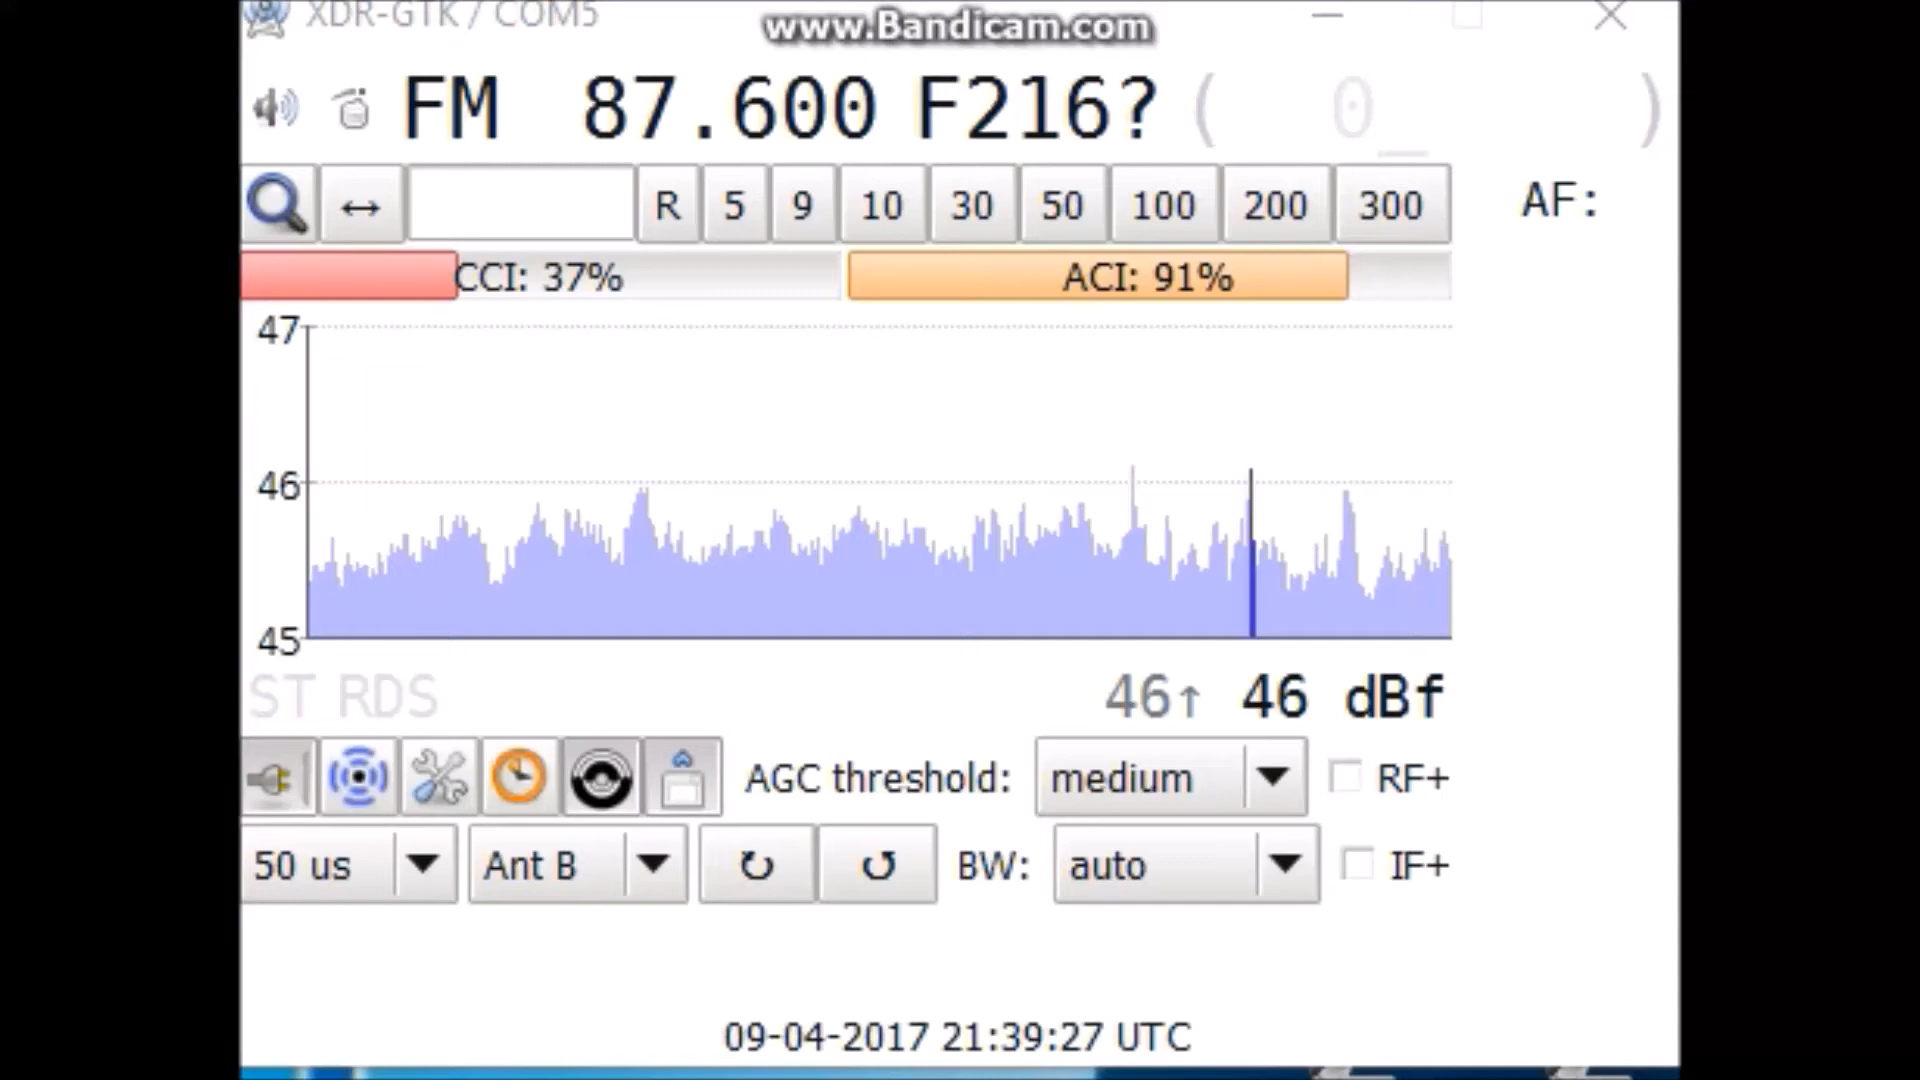 XDR-GTK / COM5
www.Bandicam.com
FM 87.600 F216? ( 0_ )
R 5 9 10 30 50 100 200 300 AF:
CCI: 37% ACI: 91%
47
46
45
ST RDS 46↑ 46 dBf
AGC threshold: medium RF+
50 us Ant B ↻ ↺ BW: auto IF+
09-04-2017 21:39:27 UTC